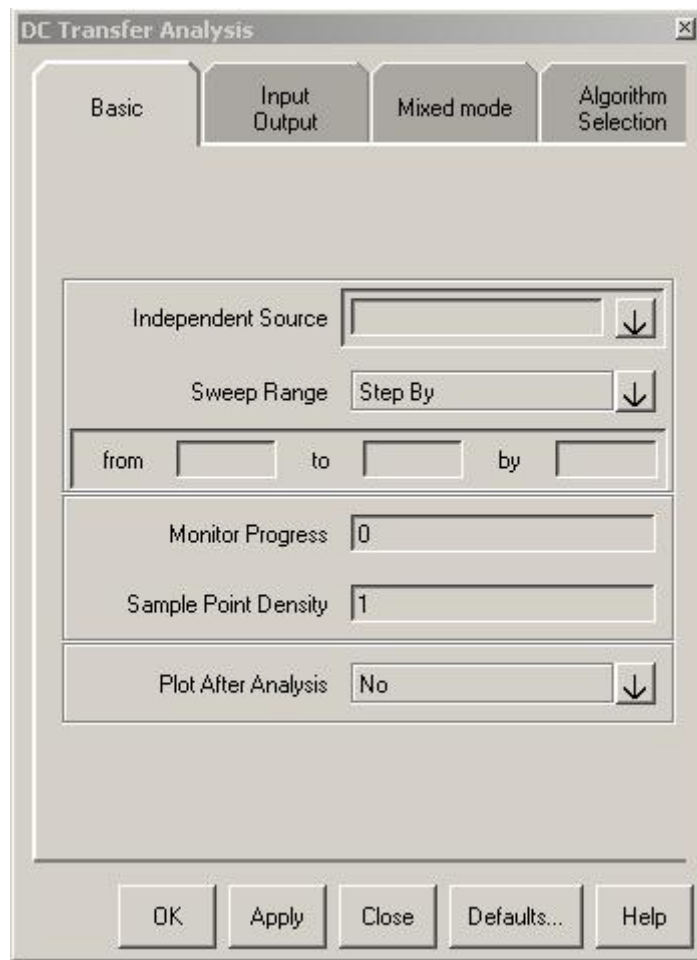 DC Transfer Analysis
Basic
Input
Output
Mixed mode
Algorithm
Selection
Independent Source
Sweep Range Step By
from to by
Monitor Progress 0
Sample Point Density 1
Plot After Analysis No
OK Apply Close Defaults... Help